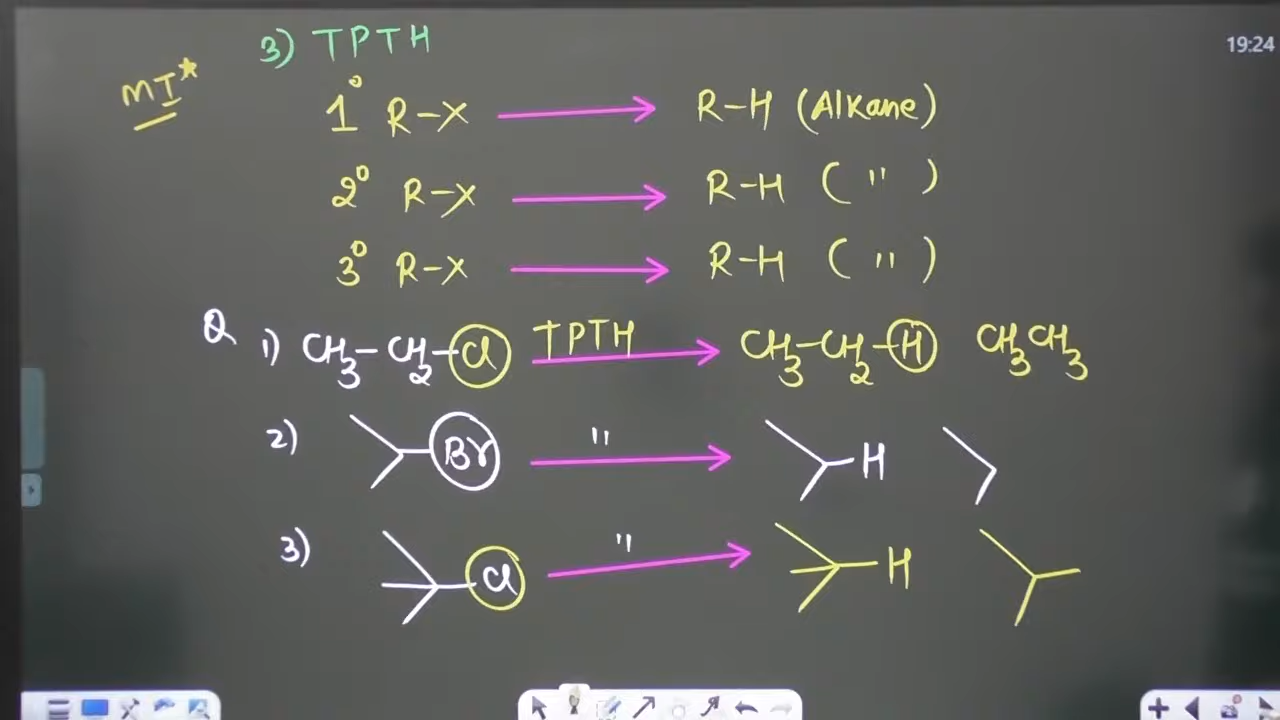 3) TPTH
19:24
MI*
1° R-X → R-H (Alkane)
2° R-X → R-H ( " )
3° R-X → R-H ( " )
Q 1) CH₃-CH₂-Cl TPTH → CH₃-CH₂-H CH₃CH₃
2) Br " → H
3) Cl " → H